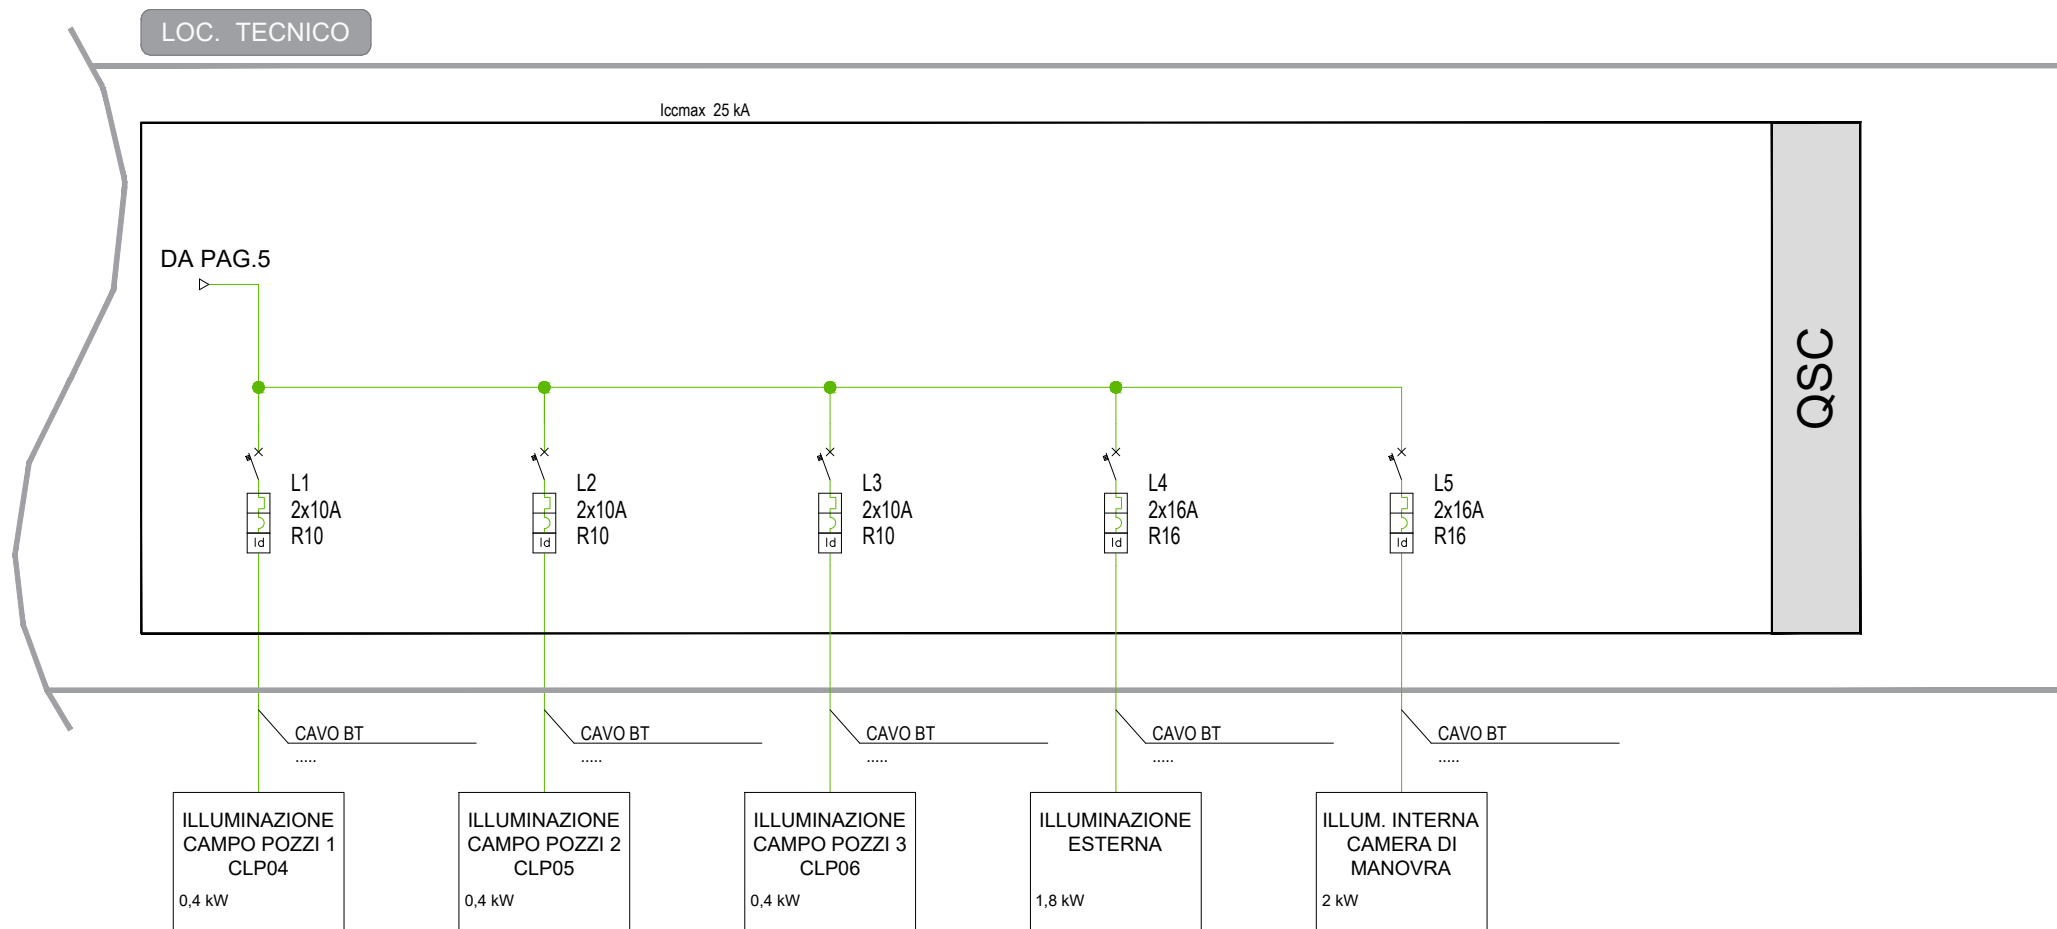 LOC. TECNICO
Iccmax 25 kA
DA PAG.5
QSC
L1
2x10A
R10
Id
L2
2x10A
R10
Id
L3
2x10A
R10
Id
L4
2x16A
R16
Id
L5
2x16A
R16
Id
CAVO BT
.....
CAVO BT
.....
CAVO BT
.....
CAVO BT
.....
CAVO BT
.....
ILLUMINAZIONE
CAMPO POZZI 1
CLP04
0,4 kW
ILLUMINAZIONE
CAMPO POZZI 2
CLP05
0,4 kW
ILLUMINAZIONE
CAMPO POZZI 3
CLP06
0,4 kW
ILLUMINAZIONE
ESTERNA
1,8 kW
ILLUM. INTERNA
CAMERA DI
MANOVRA
2 kW